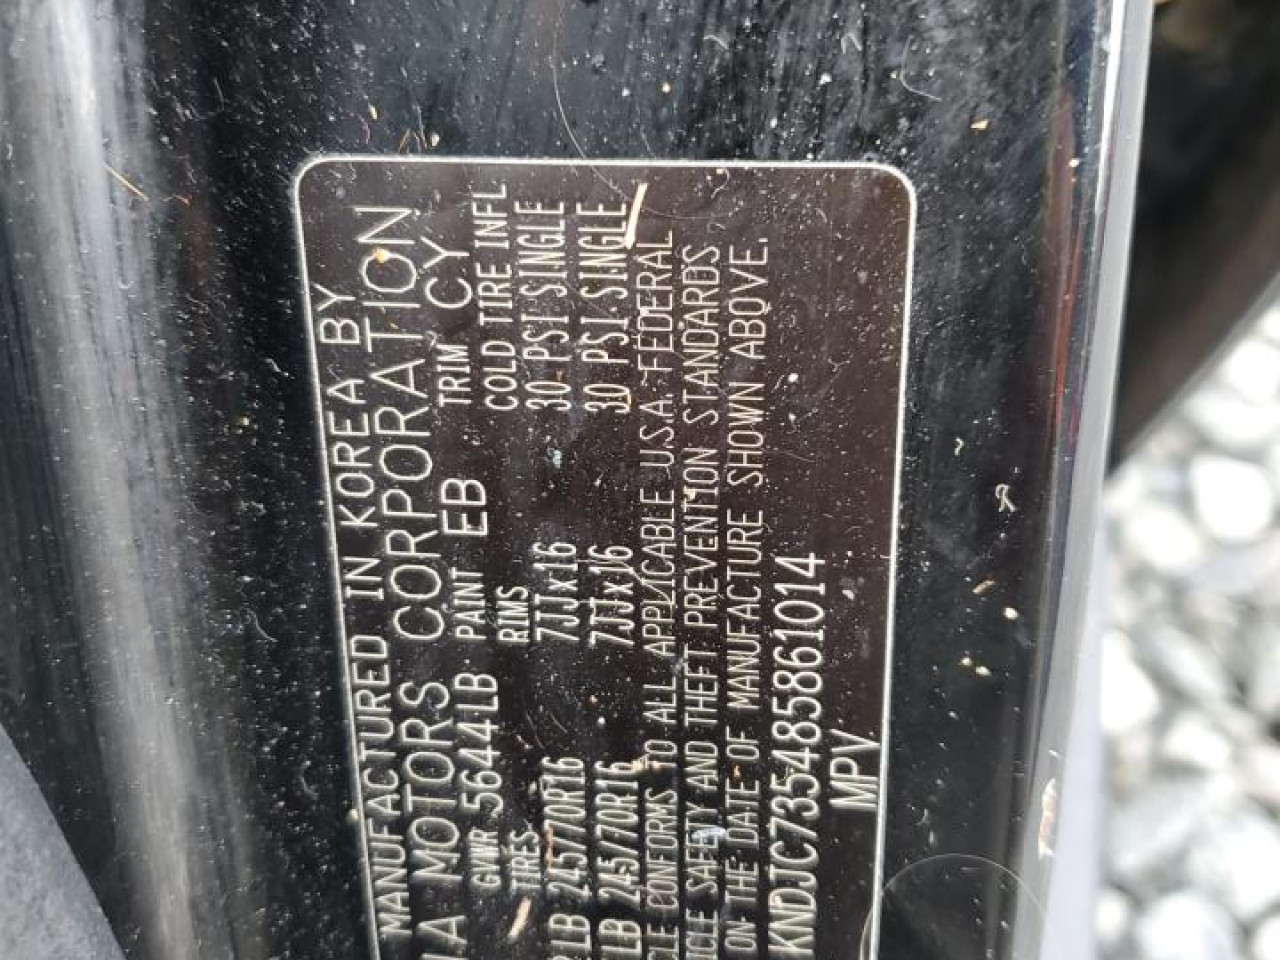 MANUFACTURED IN KOREA BY
IA MOTORS CORPORATION
GVWR 5644LB PAINT EB TRIM CY
TIRES RIMS COLD TIRE INFL
LB 245/70R16 7JJx16 30 PSI SINGLE
LB 245/70R16 7JJx16 30 PSI SINGLE
CLE CONFORMS TO ALL APPLICABLE U.S.A. FEDERAL
ICLE SAFETY AND THEFT PREVENTION STANDARDS
ON THE DATE OF MANUFACTURE SHOWN ABOVE.
KNDJC735485861014
MPV